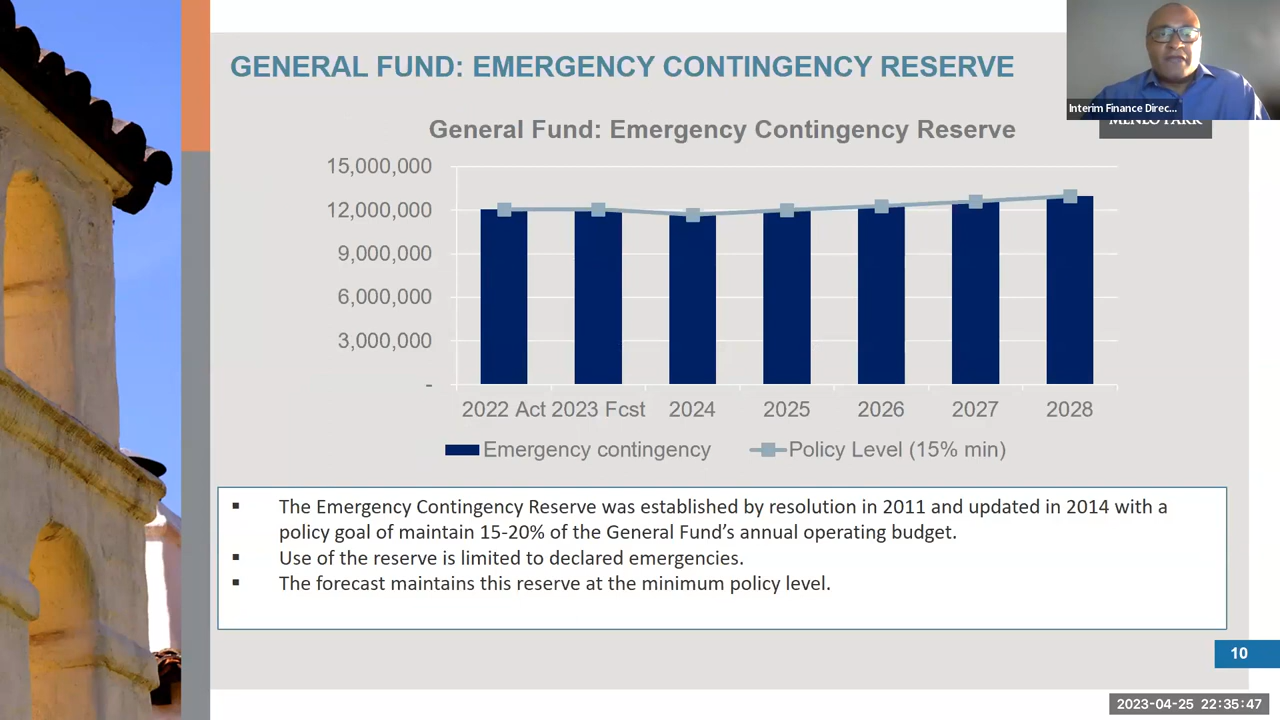 GENERAL FUND: EMERGENCY CONTINGENCY RESERVE
Interim Finance Direc...
MENLO PARK
General Fund: Emergency Contingency Reserve
15,000,000
12,000,000
9,000,000
6,000,000
3,000,000
-
2022 Act 2023 Fcst 2024 2025 2026 2027 2028
Emergency contingency Policy Level (15% min)
▪ The Emergency Contingency Reserve was established by resolution in 2011 and updated in 2014 with a
policy goal of maintain 15-20% of the General Fund’s annual operating budget.
▪ Use of the reserve is limited to declared emergencies.
▪ The forecast maintains this reserve at the minimum policy level.
10
2023-04-25 22:35:47